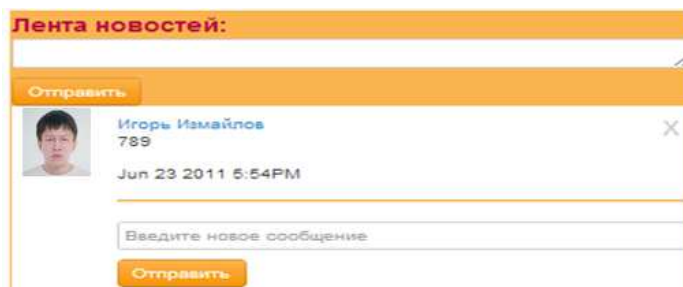 Лента новостей:
Отправить
Игорь Измайлов
789
Jun 23 2011 5:54PM
Введите новое сообщение
Отправить